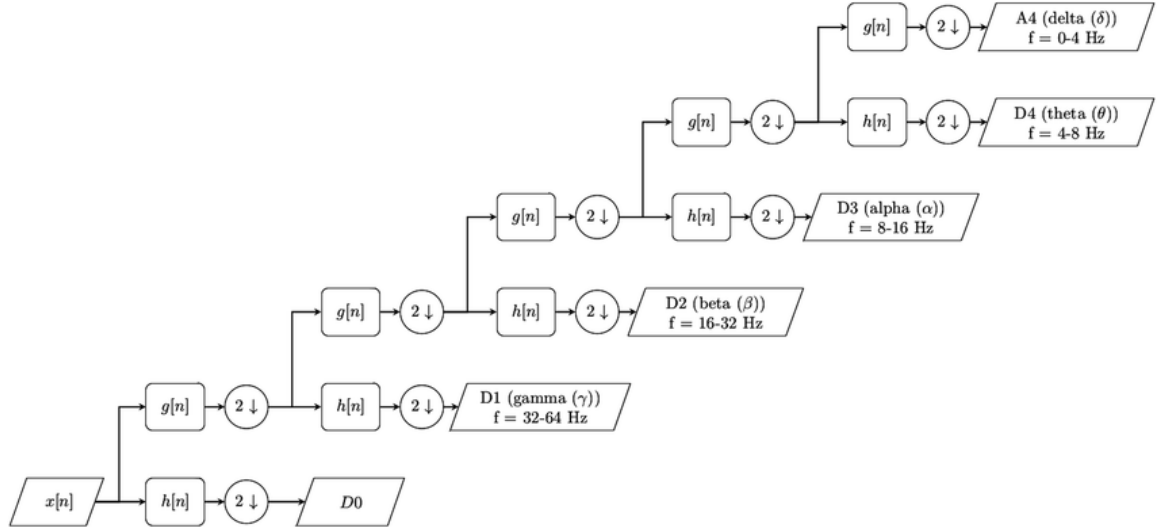 g[n] 2 ↓ A4 (delta (δ))
f = 0-4 Hz
g[n] 2 ↓ h[n] 2 ↓ D4 (theta (θ))
f = 4-8 Hz
g[n] 2 ↓ h[n] 2 ↓ D3 (alpha (α))
f = 8-16 Hz
g[n] 2 ↓ h[n] 2 ↓ D2 (beta (β))
f = 16-32 Hz
g[n] 2 ↓ h[n] 2 ↓ D1 (gamma (γ))
f = 32-64 Hz
x[n] h[n] 2 ↓ D0